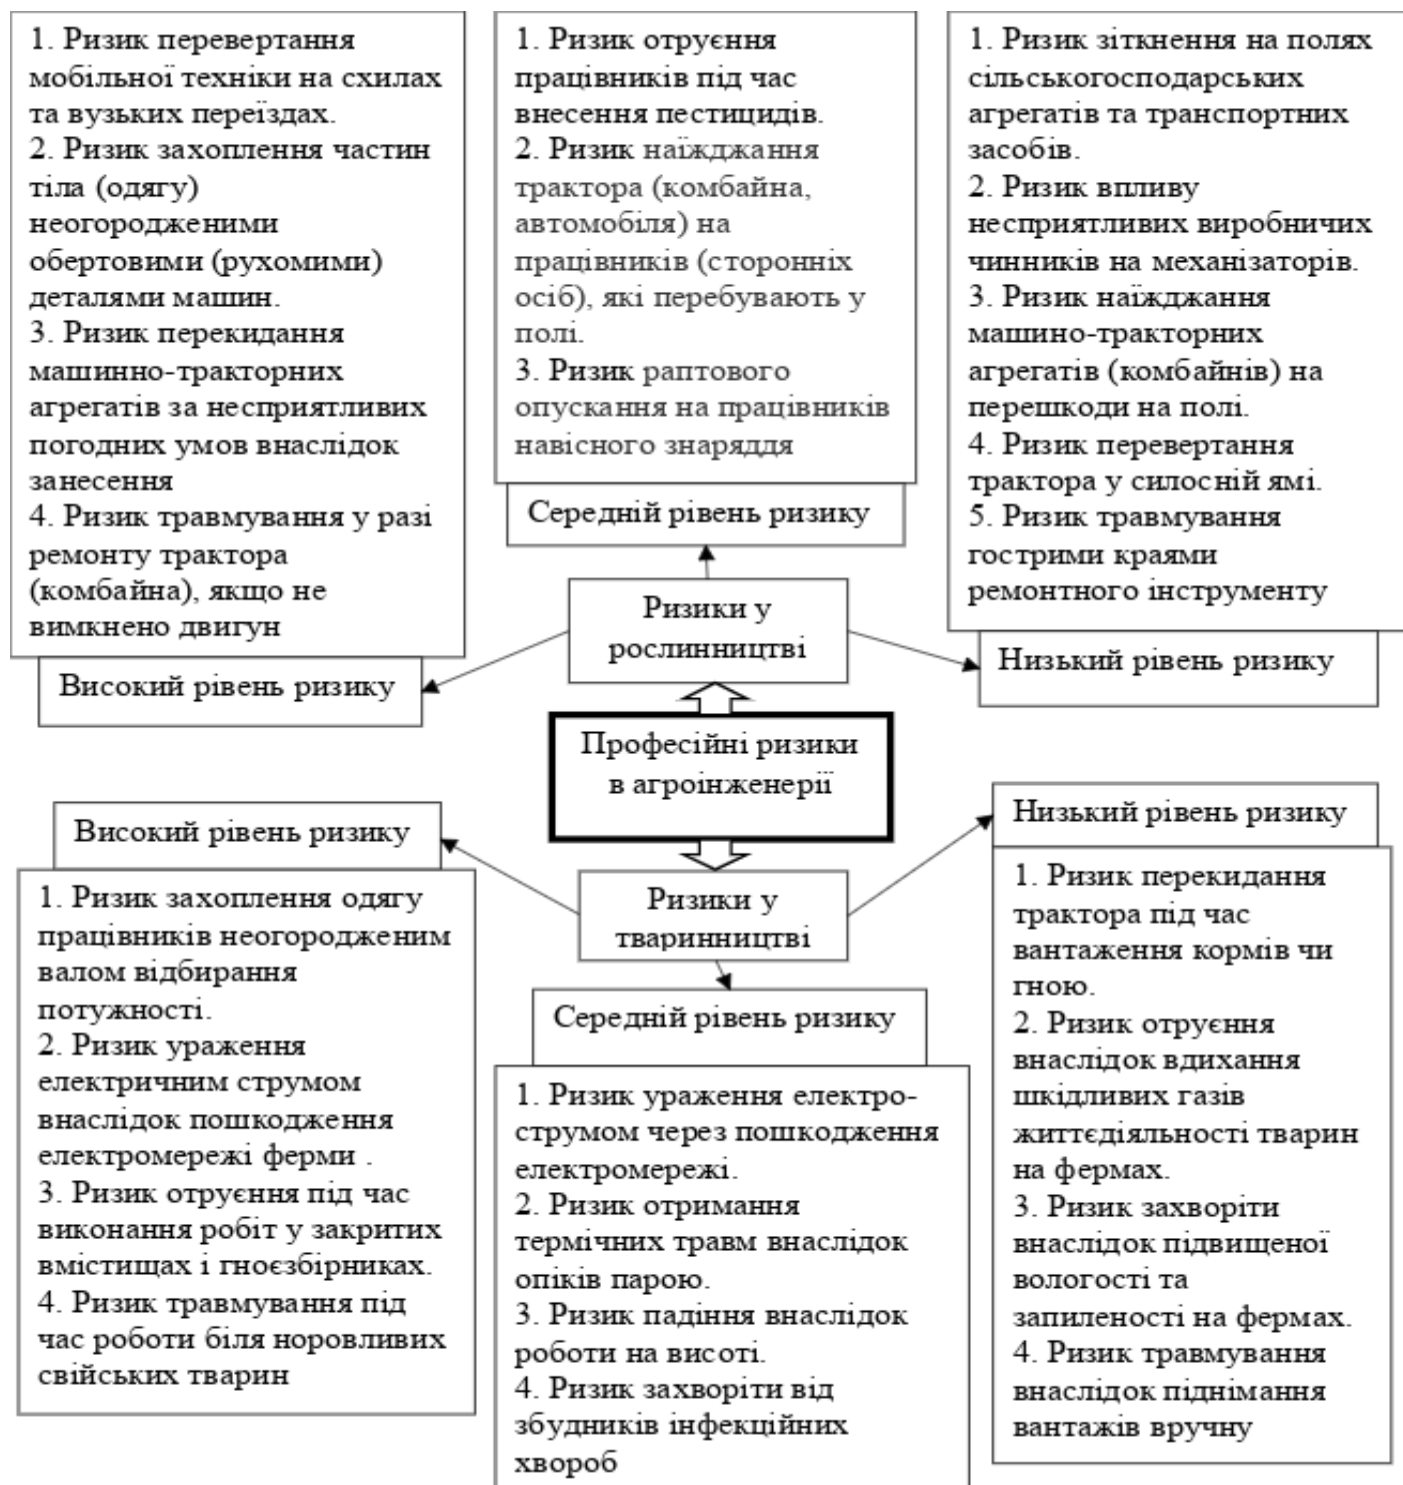 1. Ризик перевертання
мобільної техніки на схилах
та вузьких переїздах.
2. Ризик захоплення частин
тіла (одягу)
неогородженими
обертовими (рухомими)
деталями машин.
3. Ризик перекидання
машинно-тракторних
агрегатів за несприятливих
погодних умов внаслідок
занесення
4. Ризик травмування у разі
ремонту трактора
(комбайна), якщо не
вимкнено двигун
Високий рівень ризику
1. Ризик отруєння
працівників під час
внесення пестицидів.
2. Ризик наїжджання
трактора (комбайна,
автомобіля) на
працівників (сторонніх
осіб), які перебувають у
полі.
3. Ризик раптового
опускання на працівників
навісного знаряддя
Середній рівень ризику
1. Ризик зіткнення на полях
сільськогосподарських
агрегатів та транспортних
засобів.
2. Ризик впливу
несприятливих виробничих
чинників на механізаторів.
3. Ризик наїжджання
машино-тракторних
агрегатів (комбайнів) на
перешкоди на полі.
4. Ризик перевертання
трактора у силосній ямі.
5. Ризик травмування
гострими краями
ремонтного інструменту
Низький рівень ризику
Ризики у
рослинництві
Професійні ризики
в агроінженерії
Ризики у
тваринництві
Високий рівень ризику
1. Ризик захоплення одягу
працівників неогородженим
валом відбирання
потужності.
2. Ризик ураження
електричним струмом
внаслідок пошкодження
електромережі ферми .
3. Ризик отруєння під час
виконання робіт у закритих
вмістищах і гноєзбірниках.
4. Ризик травмування під
час роботи біля норовливих
свійських тварин
Середній рівень ризику
1. Ризик ураження електро-
струмом через пошкодження
електромережі.
2. Ризик отримання
термічних травм внаслідок
опіків парою.
3. Ризик падіння внаслідок
роботи на висоті.
4. Ризик захворіти від
збудників інфекційних
хвороб
Низький рівень ризику
1. Ризик перекидання
трактора під час
вантаження кормів чи
гною.
2. Ризик отруєння
внаслідок вдихання
шкідливих газів
життєдіяльності тварин
на фермах.
3. Ризик захворіти
внаслідок підвищеної
вологості та
запиленості на фермах.
4. Ризик травмування
внаслідок піднімання
вантажів вручну